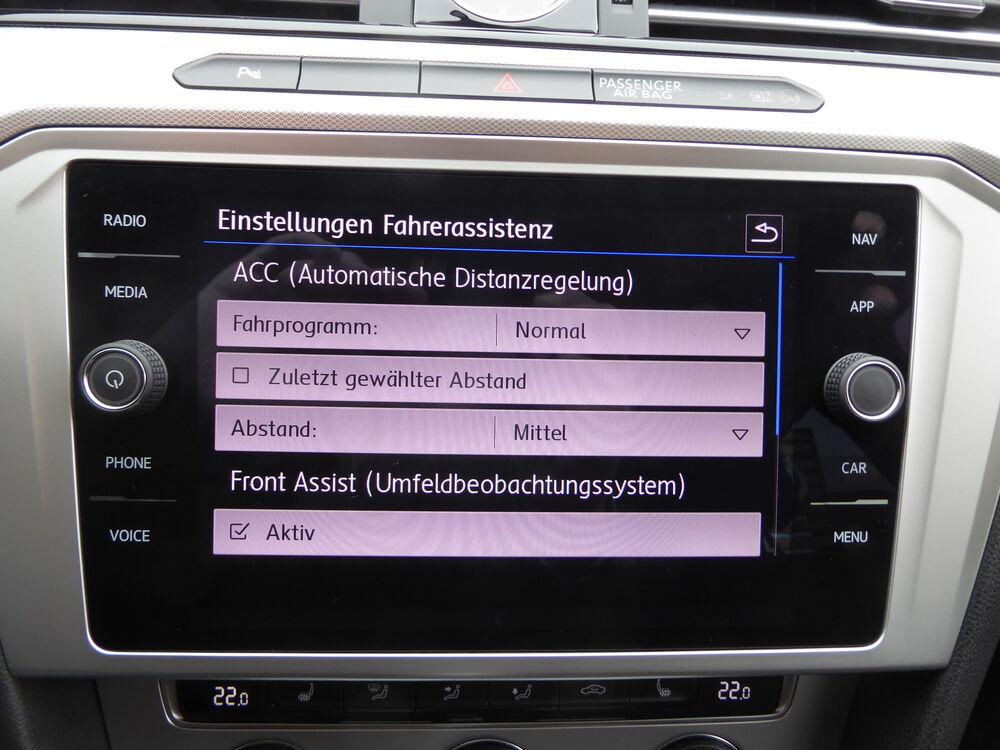 PASSENGER
AIR BAG
ON
RADIO
MEDIA
PHONE
VOICE
Einstellungen Fahrerassistenz
ACC (Automatische Distanzregelung)
Fahrprogramm: Normal
Zuletzt gewählter Abstand
Abstand: Mittel
Front Assist (Umfeldbeobachtungssystem)
Aktiv
NAV
APP
CAR
MENU
22.0
22.0